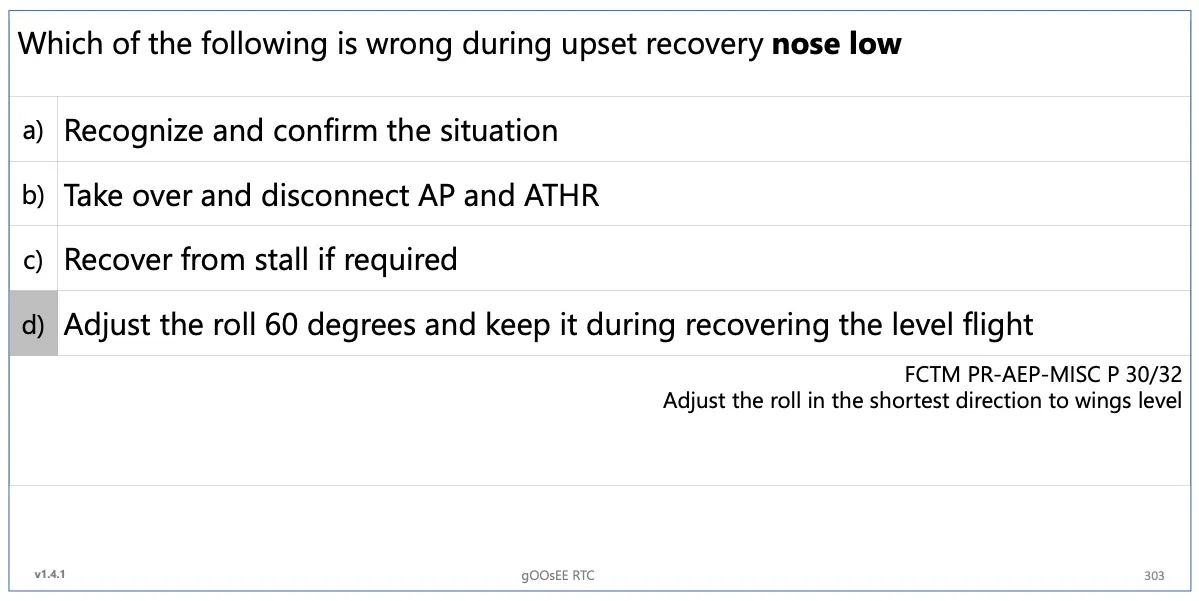 Which of the following is wrong during upset recovery nose low
a) Recognize and confirm the situation
b) Take over and disconnect AP and ATHR
c) Recover from stall if required
d) Adjust the roll 60 degrees and keep it during recovering the level flight
FCTM PR-AEP-MISC P 30/32
Adjust the roll in the shortest direction to wings level
v1.4.1 gOOsEE RTC 303